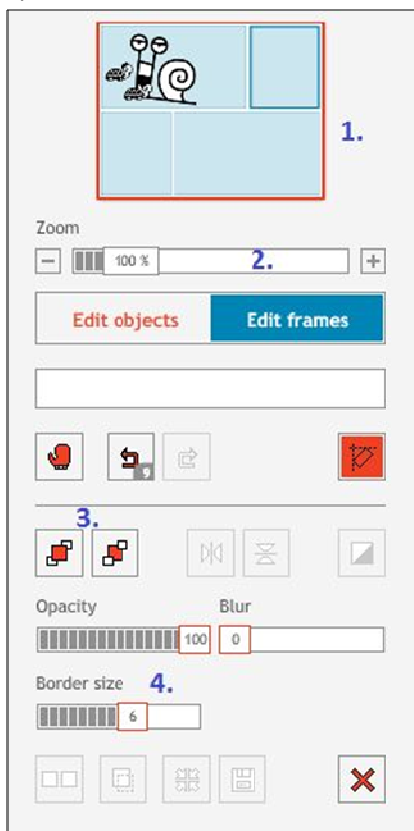 1.
Zoom
100 % 2.
Edit objects Edit frames
9
3.
Opacity Blur
100 0
Border size 4.
6